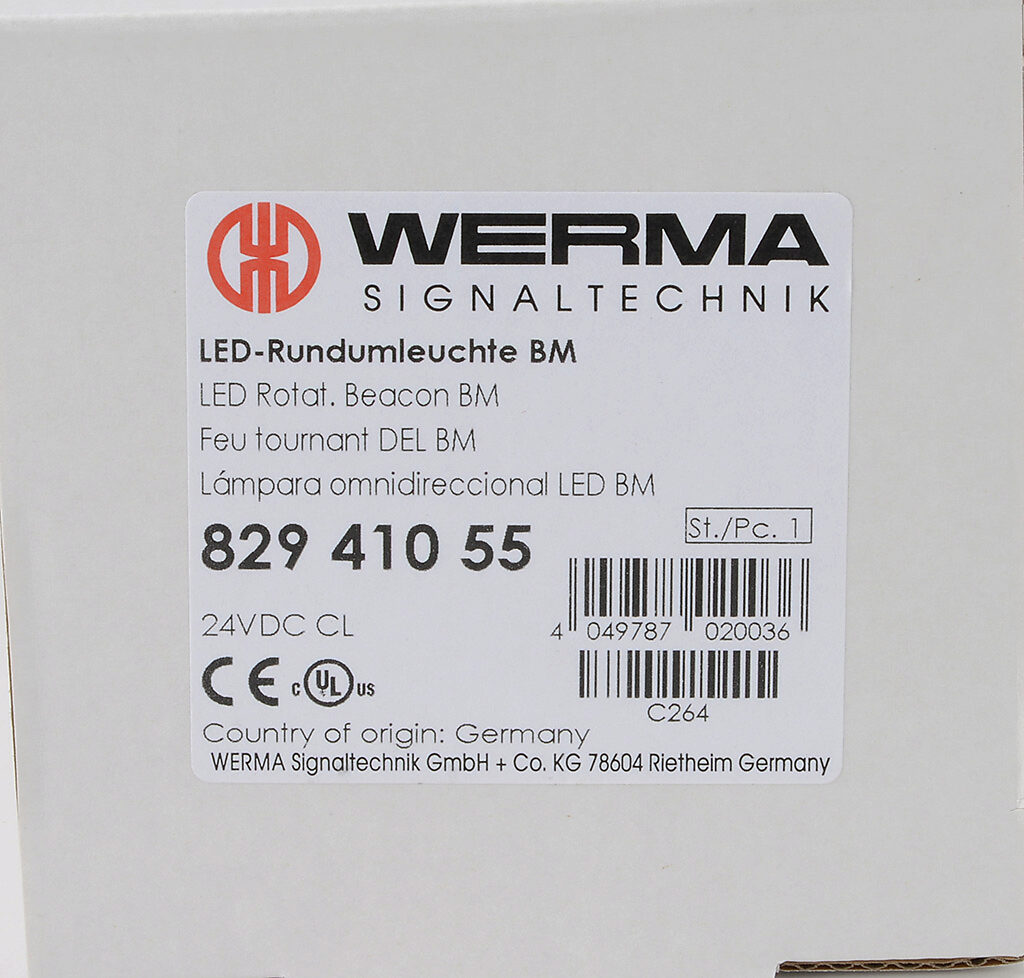 WERMA
SIGNALTECHNIK
LED-Rundumleuchte BM
LED Rotat. Beacon BM
Feu tournant DEL BM
Lámpara omnidireccional LED BM
829 410 55
St./Pc. 1
24VDC CL
4 049787 020036
CE c UL US
C264
Country of origin: Germany
WERMA Signaltechnik GmbH + Co. KG 78604 Rietheim Germany